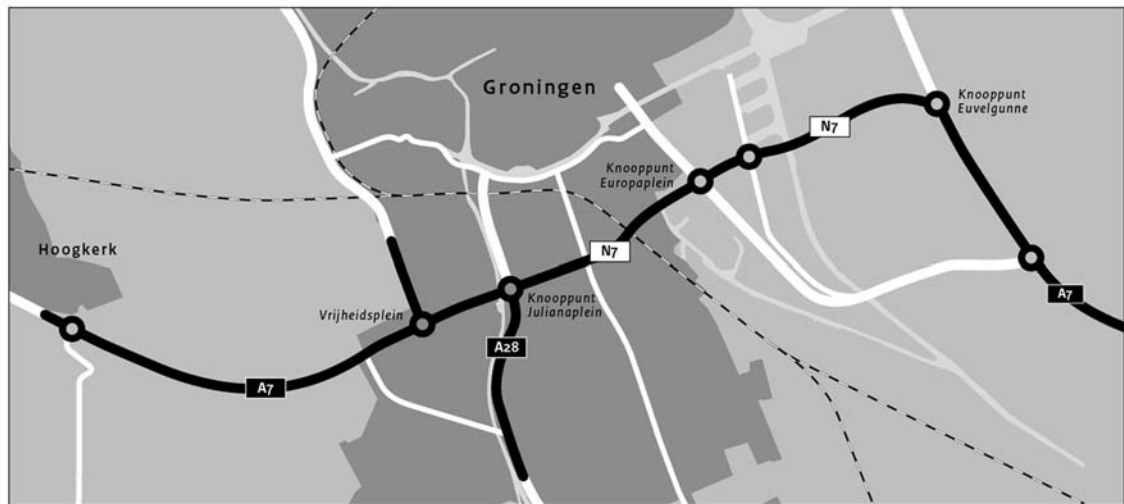 Groningen
Knooppunt
Euvelgunne
N7
Knooppunt
Europaplein
Hoogkerk
N7
A7
Vrijheidsplein
Knooppunt
Julianaplein
A28
A7